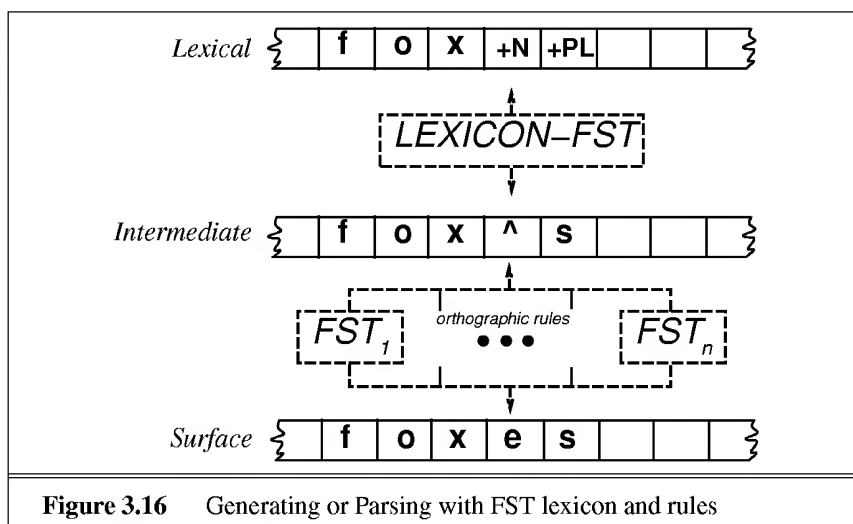 Lexical f o x +N +PL
LEXICON–FST
Intermediate f o x ^ s
FST1 orthographic rules ••• FSTn
Surface f o x e s
Figure 3.16 Generating or Parsing with FST lexicon and rules